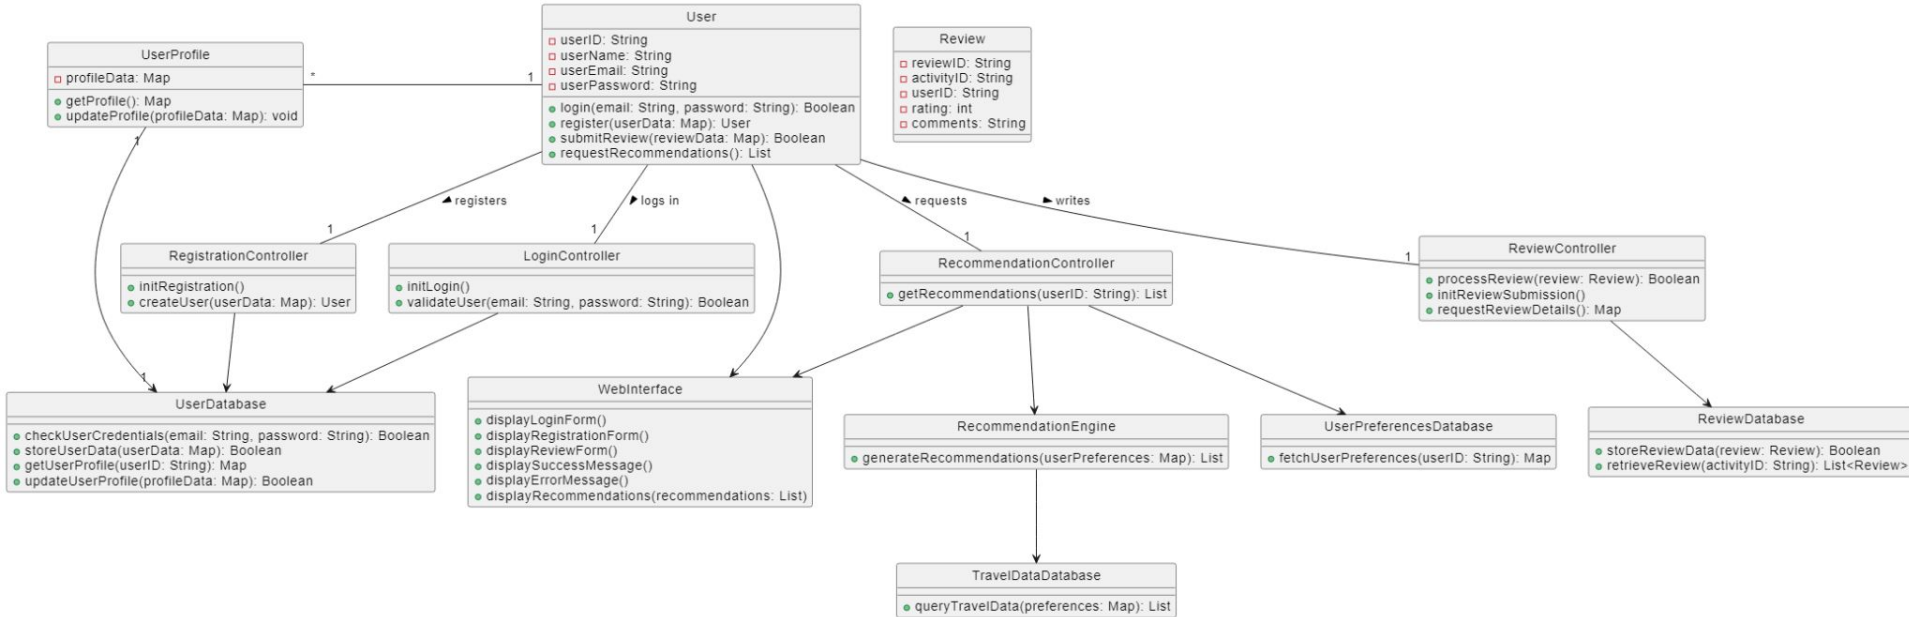 User
userID: String
userName: String
userEmail: String
userPassword: String
login(email: String, password: String): Boolean
register(userData: Map): User
submitReview(reviewData: Map): Boolean
requestRecommendations(): List
UserProfile
profileData: Map
getProfile(): Map
updateProfile(profileData: Map): void
*
1
Review
reviewID: String
activityID: String
userID: String
rating: int
comments: String
1
registers
logs in
requests
writes
1
1
1
1
RegistrationController
initRegistration()
createUser(userData: Map): User
LoginController
initLogin()
validateUser(email: String, password: String): Boolean
RecommendationController
getRecommendations(userID: String): List
ReviewController
processReview(review: Review): Boolean
initReviewSubmission()
requestReviewDetails(): Map
1
UserDatabase
checkUserCredentials(email: String, password: String): Boolean
storeUserData(userData: Map): Boolean
getUserProfile(userID: String): Map
updateUserProfile(profileData: Map): Boolean
WebInterface
displayLoginForm()
displayRegistrationForm()
displayReviewForm()
displaySuccessMessage()
displayErrorMessage()
displayRecommendations(recommendations: List)
RecommendationEngine
generateRecommendations(userPreferences: Map): List
UserPreferencesDatabase
fetchUserPreferences(userID: String): Map
ReviewDatabase
storeReviewData(review: Review): Boolean
retrieveReview(activityID: String): List<Review>
TravelDataDatabase
queryTravelData(preferences: Map): List